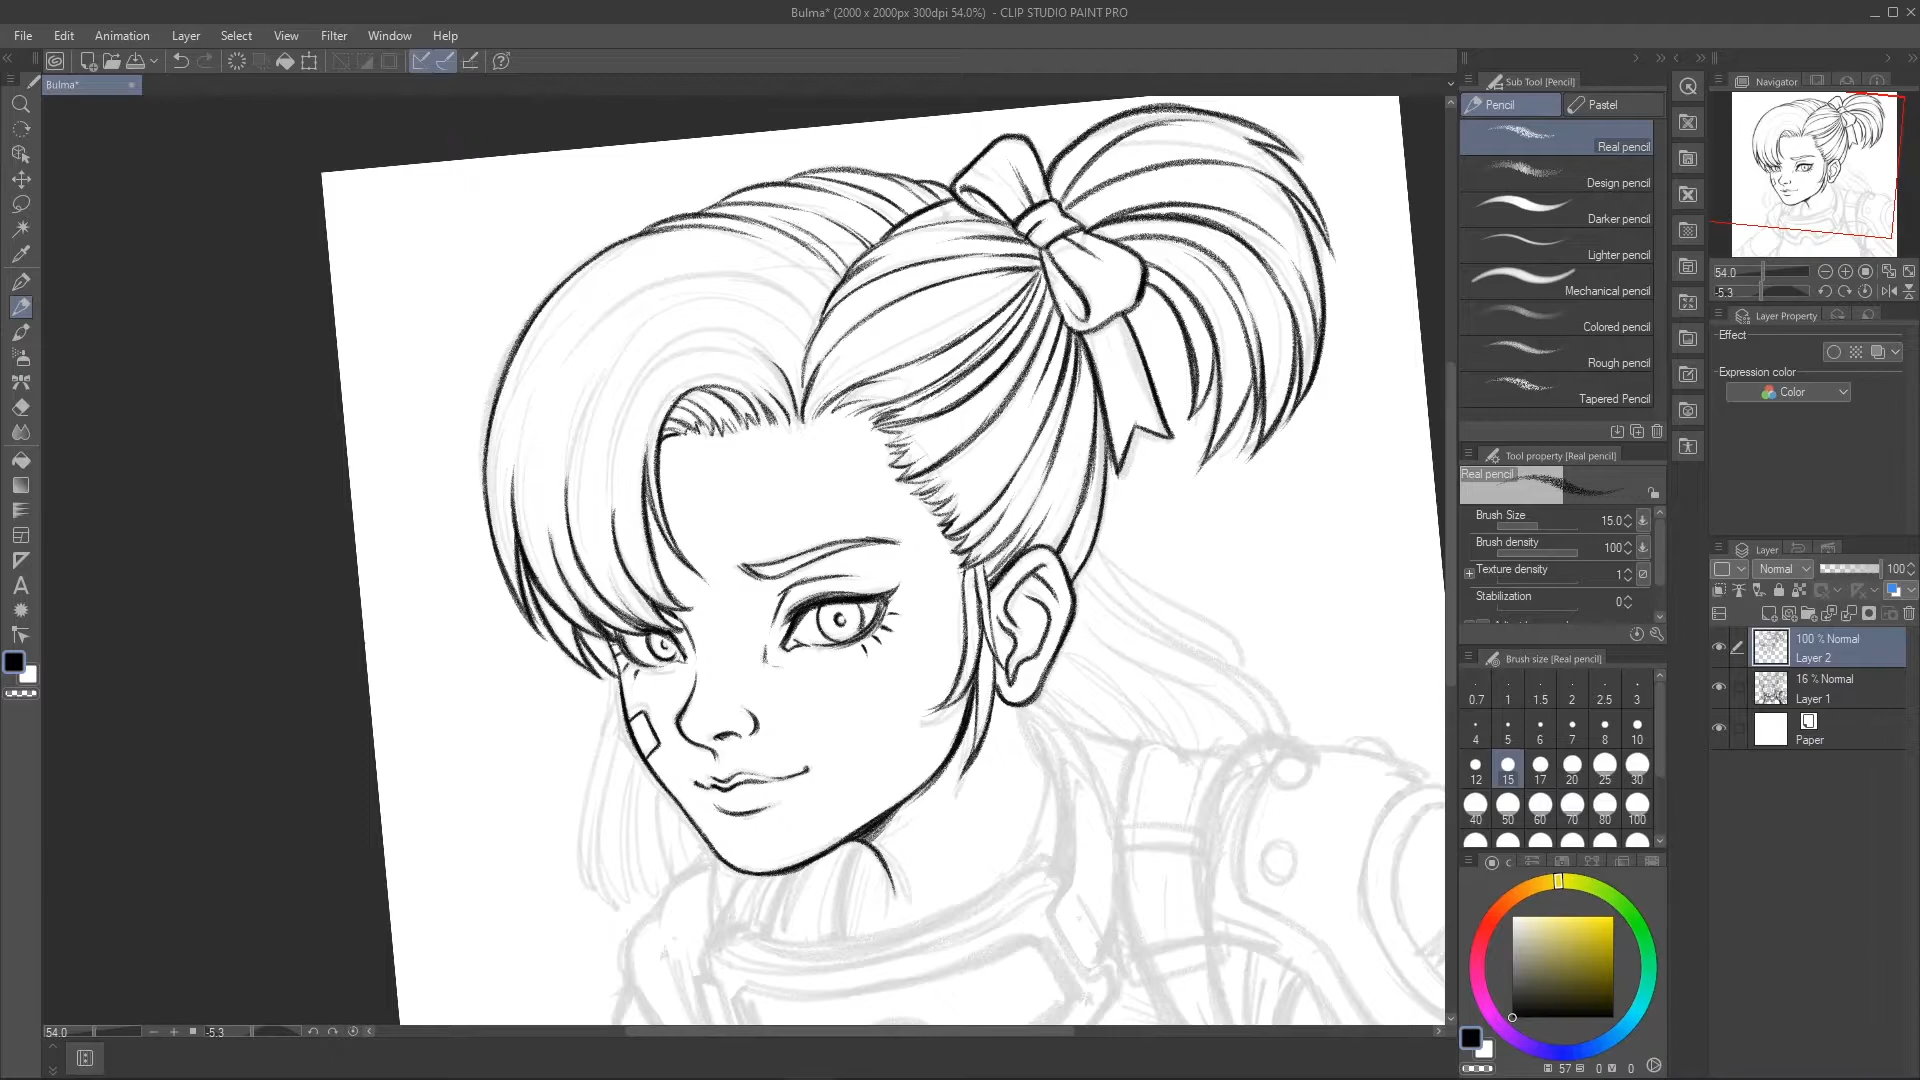 Bulma* (2000 x 2000px 300dpi 54.0%) - CLIP STUDIO PAINT PRO
File Edit Animation Layer Select View Filter Window Help
Bulma*
Sub Tool [Pencil]
Pencil Pastel
Real pencil
Design pencil
Darker pencil
Lighter pencil
Mechanical pencil
Colored pencil
Rough pencil
Tapered Pencil
Tool property [Real pencil]
Real pencil
Brush Size 15.0
Brush density 100
Texture density 1
Stabilization 0
Brush size [Real pencil]
0.7 1 1.5 2 2.5 3
4 5 6 7 8 10
12 15 17 20 25 30
40 50 60 70 80 100
57 0 0
Navigator
54.0
-5.3
Layer Property
Effect
Expression color
Color
Layer
Normal 100
100 % Normal
Layer 2
16 % Normal
Layer 1
Paper
54.0 -5.3